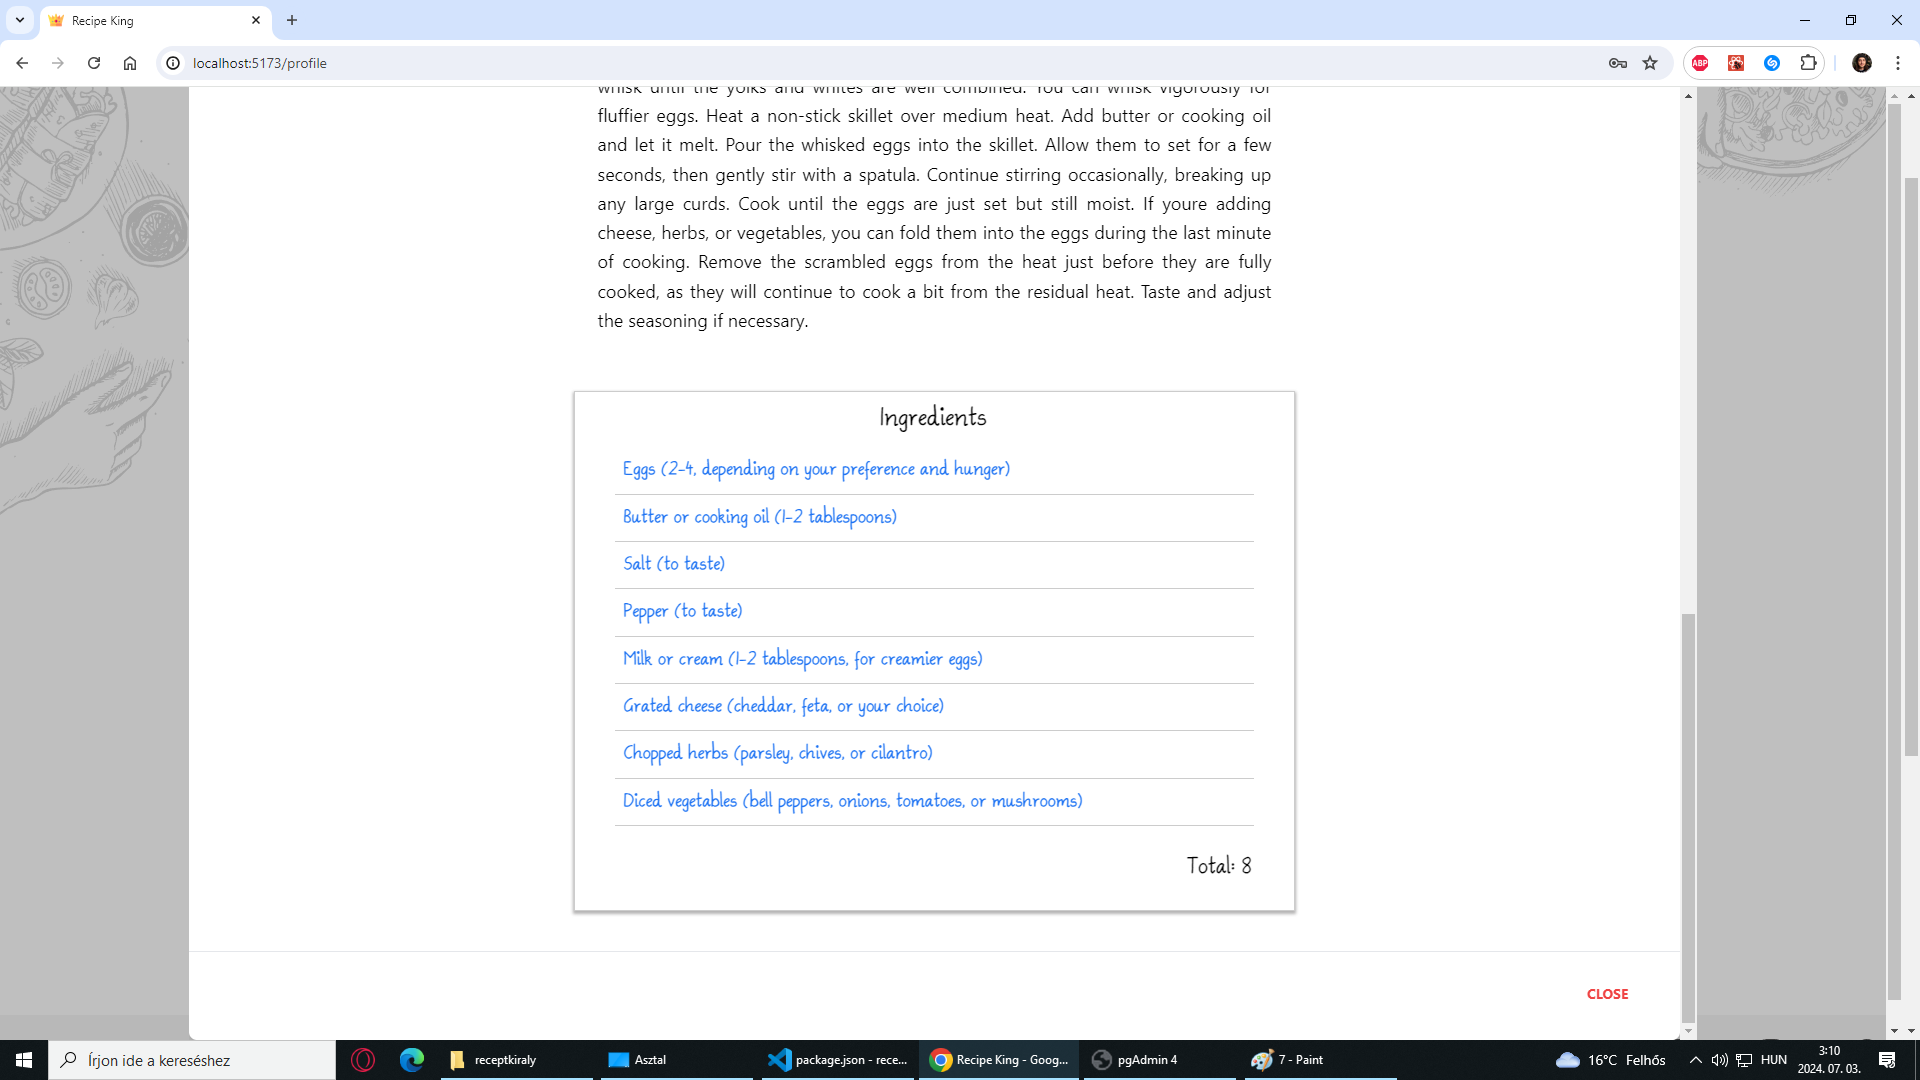 Recipe King
localhost:5173/profile
ABP
whisk until the yolks and whites are well combined. You can whisk vigorously for
fluffier eggs. Heat a non-stick skillet over medium heat. Add butter or cooking oil
and let it melt. Pour the whisked eggs into the skillet. Allow them to set for a few
seconds, then gently stir with a spatula. Continue stirring occasionally, breaking up
any large curds. Cook until the eggs are just set but still moist. If youre adding
cheese, herbs, or vegetables, you can fold them into the eggs during the last minute
of cooking. Remove the scrambled eggs from the heat just before they are fully
cooked, as they will continue to cook a bit from the residual heat. Taste and adjust
the seasoning if necessary.
Ingredients
Eggs (2-4, depending on your preference and hunger)
Butter or cooking oil (1-2 tablespoons)
Salt (to taste)
Pepper (to taste)
Milk or cream (1-2 tablespoons, for creamier eggs)
Grated cheese (cheddar, feta, or your choice)
Chopped herbs (parsley, chives, or cilantro)
Diced vegetables (bell peppers, onions, tomatoes, or mushrooms)
Total: 8
CLOSE
Írjon ide a kereséshez
receptkiraly
Asztal
package.json - rece...
Recipe King - Goog...
pgAdmin 4
7 - Paint
16°C Felhős
HUN
3:10
2024. 07. 03.